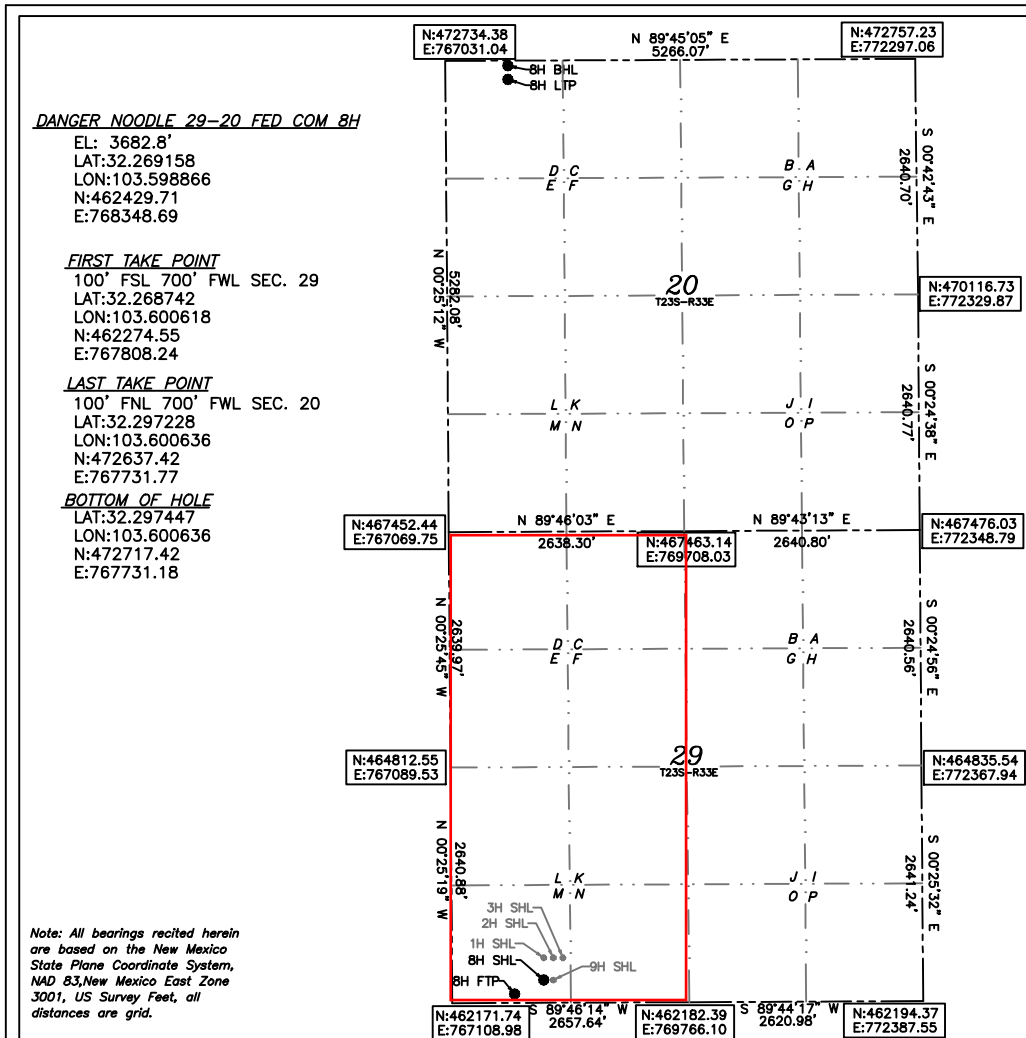 N:472734.38
E:767031.04
N 89°45'05" E
5266.07'
N:472757.23
E:772297.06
8H BHL
8H LTP
DANGER NOODLE 29-20 FED COM 8H
EL: 3682.8'
LAT:32.269158
LON:103.598866
N:462429.71
E:768348.69
FIRST TAKE POINT
100' FSL 700' FWL SEC. 29
LAT:32.268742
LON:103.600618
N:462274.55
E:767808.24
LAST TAKE POINT
100' FNL 700' FWL SEC. 20
LAT:32.297228
LON:103.600636
N:472637.42
E:767731.77
BOTTOM OF HOLE
LAT:32.297447
LON:103.600636
N:472717.42
E:767731.18
D C
E F
B A
G H
S 00°42'43" E
2640.70'
N 00°25'12" W
5282.08'
20
T23S-R33E
N:470116.73
E:772329.87
L K
M N
J I
O P
S 00°24'38" E
2640.77'
N:467452.44
E:767069.75
N 89°46'03" E
2638.30'
N:467463.14
E:769708.03
N 89°43'13" E
2640.80'
N:467476.03
E:772348.79
N 00°25'45" W
2639.97'
D C
E F
B A
G H
S 00°24'56" E
2640.56'
N:464812.55
E:767089.53
29
T23S-R33E
N:464835.54
E:772367.94
N 00°25'19" W
2640.88'
L K
M N
J I
O P
S 00°25'32" E
2641.24'
3H SHL
2H SHL
1H SHL
8H SHL
9H SHL
8H FTP
Note: All bearings recited herein
are based on the New Mexico
State Plane Coordinate System,
NAD 83,New Mexico East Zone
3001, US Survey Feet, all
distances are grid.
N:462171.74
E:767108.98
S 89°46'14" W
2657.64'
N:462182.39
E:769766.10
S 89°44'17" W
2620.98'
N:462194.37
E:772387.55